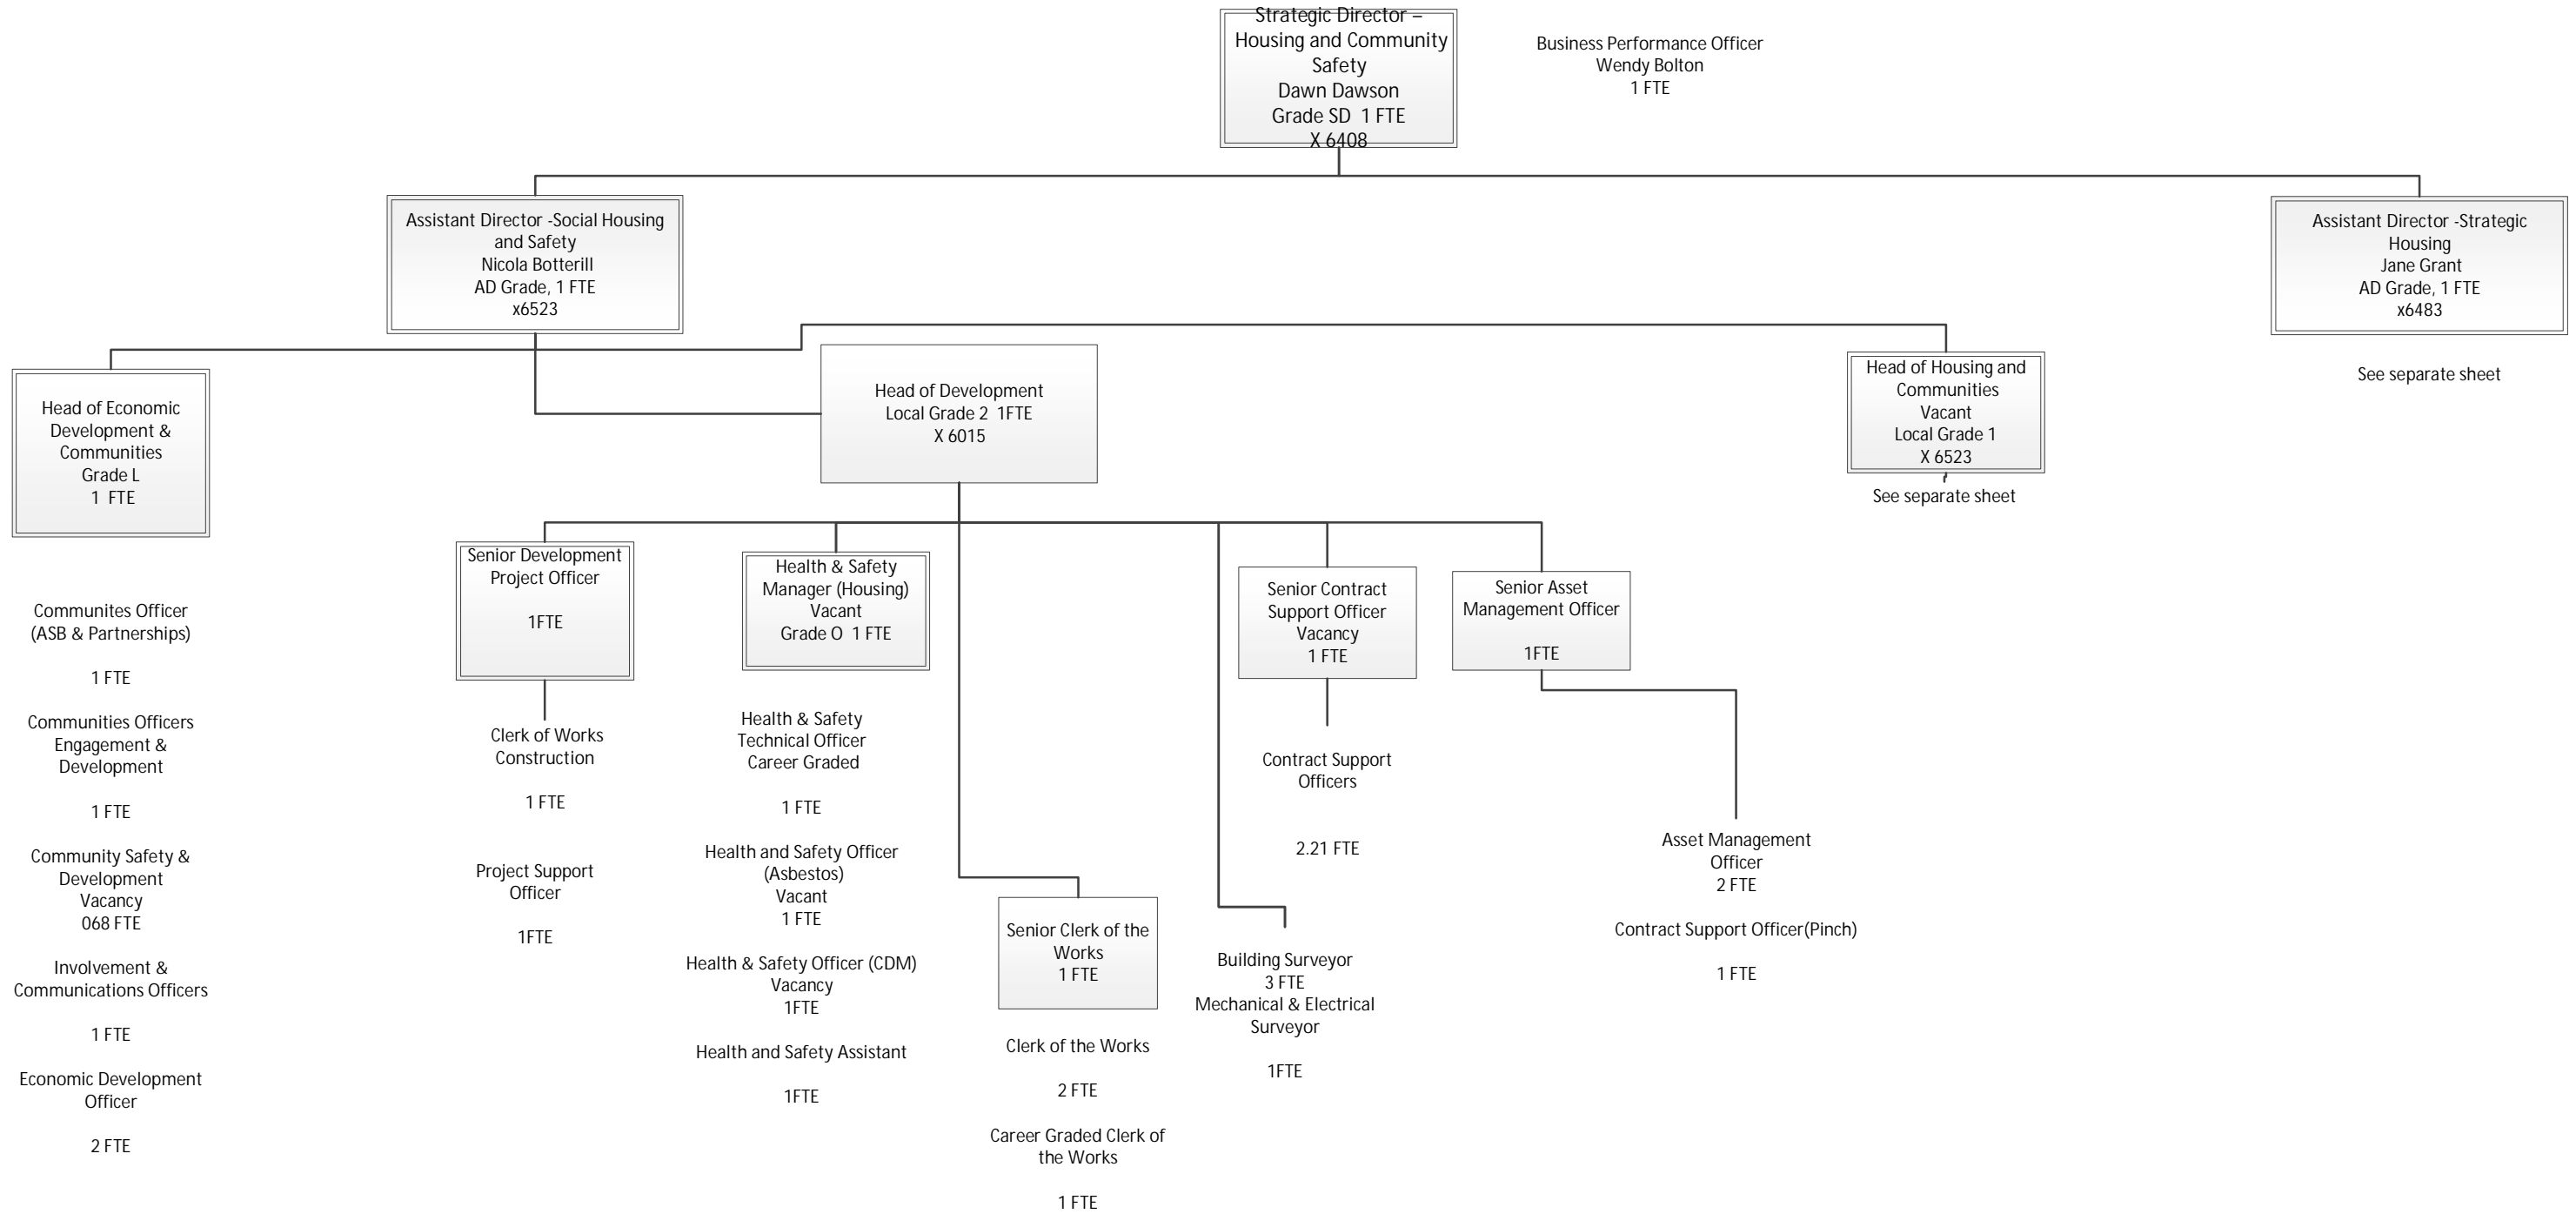 Strategic Director –
Housing and Community
Safety
Dawn Dawson
Grade SD 1 FTE
X 6408
Business Performance Officer
Wendy Bolton
1 FTE
Assistant Director -Social Housing
and Safety
Nicola Botterill
AD Grade, 1 FTE
x6523
Assistant Director -Strategic
Housing
Jane Grant
AD Grade, 1 FTE
x6483
See separate sheet
Head of Economic
Development &
Communities
Grade L
1 FTE
Head of Development
Local Grade 2 1FTE
X 6015
Head of Housing and
Communities
Vacant
Local Grade 1
X 6523
See separate sheet
Communites Officer
(ASB & Partnerships)
1 FTE
Communities Officers
Engagement &
Development
1 FTE
Community Safety &
Development
Vacancy
068 FTE
Involvement &
Communications Officers
1 FTE
Economic Development
Officer
2 FTE
Senior Development
Project Officer
1FTE
Clerk of Works
Construction
1 FTE
Project Support
Officer
1FTE
Health & Safety
Manager (Housing)
Vacant
Grade O 1 FTE
Health & Safety
Technical Officer
Career Graded
1 FTE
Health and Safety Officer
(Asbestos)
Vacant
1 FTE
Health & Safety Officer (CDM)
Vacancy
1FTE
Health and Safety Assistant
1FTE
Senior Clerk of the
Works
1 FTE
Clerk of the Works
2 FTE
Career Graded Clerk of
the Works
1 FTE
Building Surveyor
3 FTE
Mechanical & Electrical
Surveyor
1FTE
Senior Contract
Support Officer
Vacancy
1 FTE
Contract Support
Officers
2.21 FTE
Senior Asset
Management Officer
1FTE
Asset Management
Officer
2 FTE
Contract Support Officer(Pinch)
1 FTE